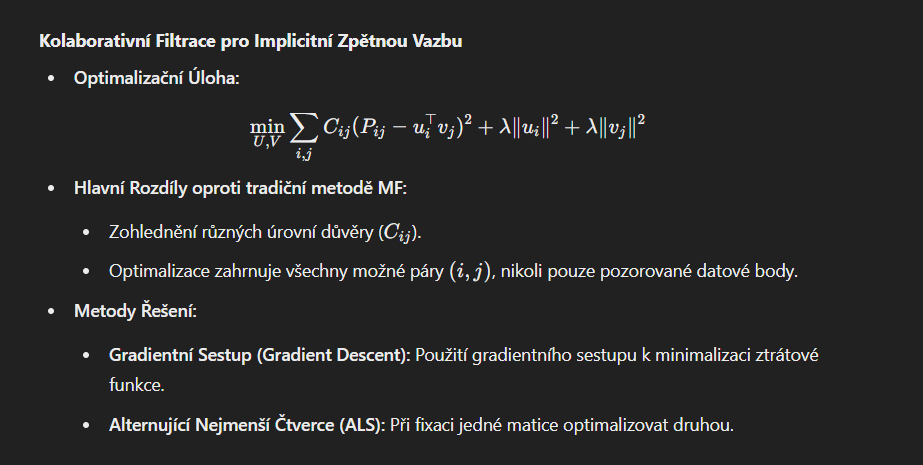 Kolaborativní Filtrace pro Implicitní Zpětnou Vazbu
• Optimalizační Úloha:
$$\min_{U,V} \sum_{i,j} C_{ij}(P_{ij} - u_i^\top v_j)^2 + \lambda \|u_i\|^2 + \lambda \|v_j\|^2$$
• Hlavní Rozdíly oproti tradiční metodě MF:
• Zohlednění různých úrovní důvěry ($C_{ij}$).
• Optimalizace zahrnuje všechny možné páry $(i, j)$, nikoli pouze pozorované datové body.
• Metody Řešení:
• Gradientní Sestup (Gradient Descent): Použití gradientního sestupu k minimalizaci ztrátové
funkce.
• Alternující Nejmenší Čtverce (ALS): Při fixaci jedné matice optimalizovat druhou.